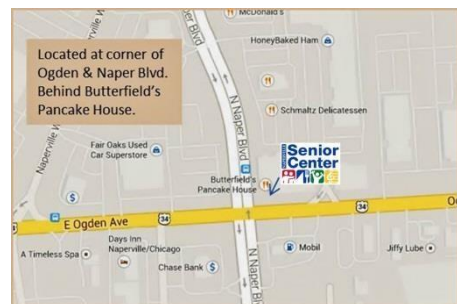 McDonald's
HoneyBaked Ham
Located at corner of
Ogden & Naper Blvd.
Behind Butterfield's
Pancake House.
Naperville W
Blvd
N Naper Blvd
Schmaltz Delicatessen
Fair Oaks Used
Car Superstore
Senior
Center
Butterfield's
Pancake House
E Ogden Ave
34
34
A Timeless Spa
Days Inn
Naperville/Chicago
Chase Bank
N Naper Bl
Mobil
Jiffy Lube